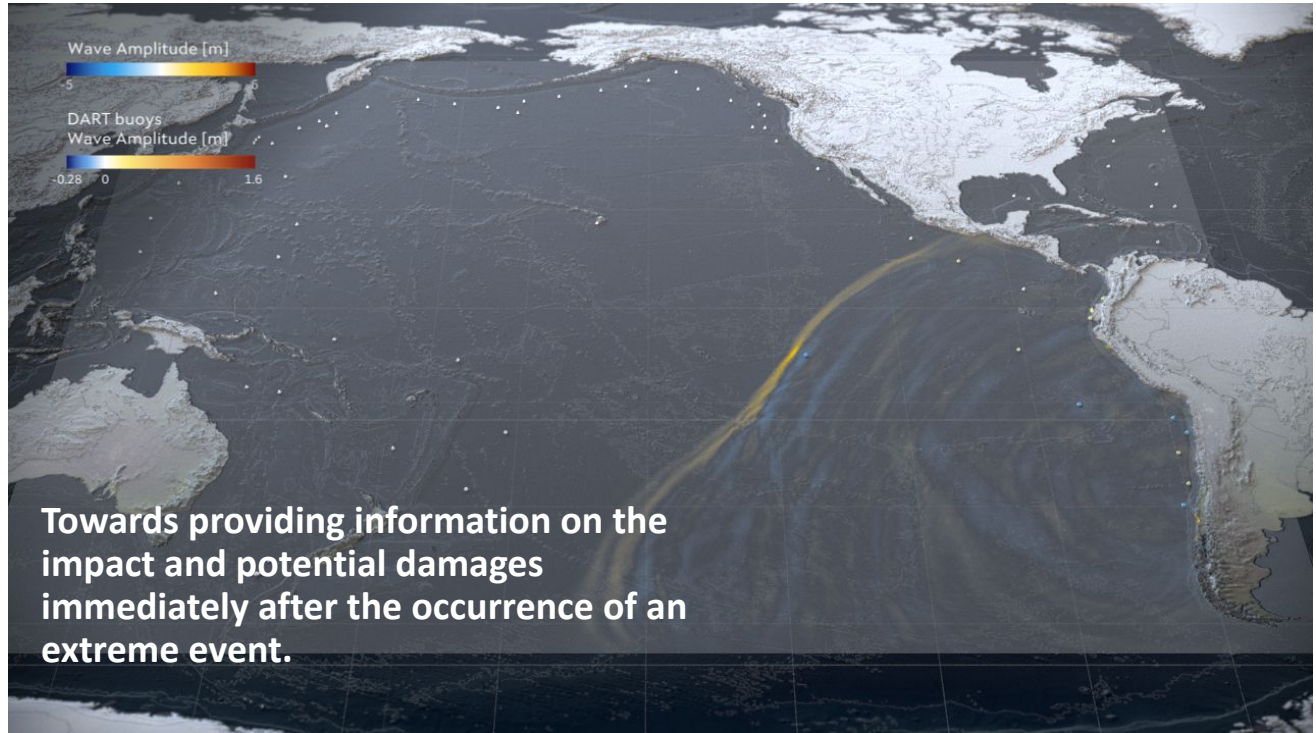 Wave Amplitude [m]
-5 6
DART buoys
Wave Amplitude [m]
-0.28 0 1.6
Towards providing information on the
impact and potential damages
immediately after the occurrence of an
extreme event.